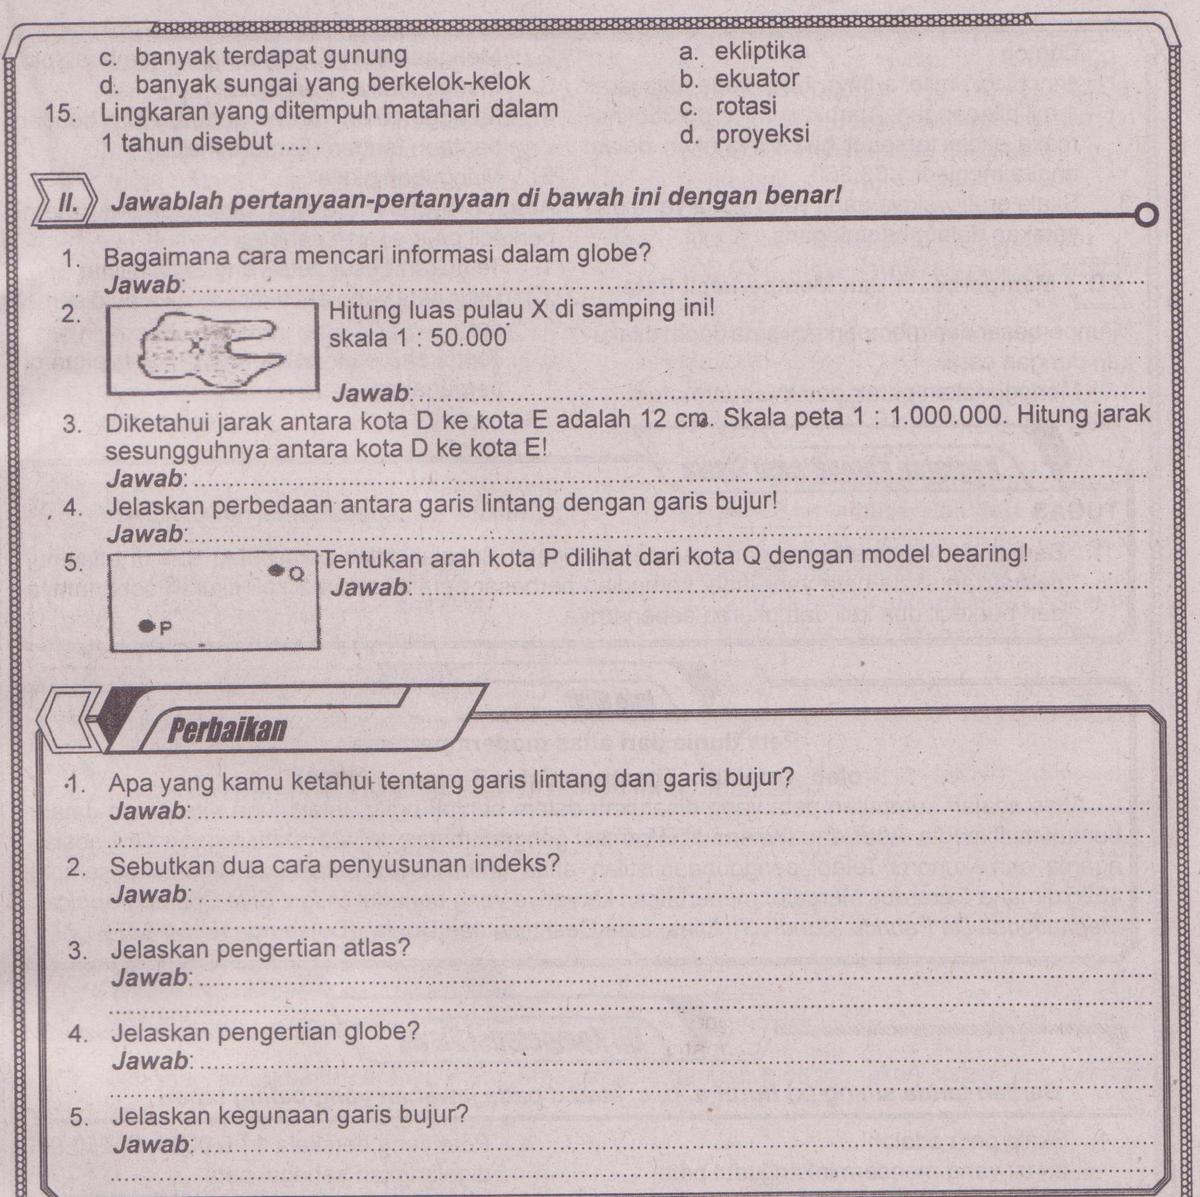 c. banyak terdapat gunung
d. banyak sungai yang berkelok-kelok
15. Lingkaran yang ditempuh matahari dalam
1 tahun disebut .... .
a. ekliptika
b. ekuator
c. rotasi
d. proyeksi
II. Jawablah pertanyaan-pertanyaan di bawah ini dengan benar!
1. Bagaimana cara mencari informasi dalam globe?
Jawab:
2. Hitung luas pulau X di samping ini!
skala 1 : 50.000
X
Jawab:
3. Diketahui jarak antara kota D ke kota E adalah 12 cm. Skala peta 1 : 1.000.000. Hitung jarak
sesungguhnya antara kota D ke kota E!
Jawab:
4. Jelaskan perbedaan antara garis lintang dengan garis bujur!
Jawab:
5. Tentukan arah kota P dilihat dari kota Q dengan model bearing!
Q
Jawab:
P
Perbaikan
1. Apa yang kamu ketahui tentang garis lintang dan garis bujur?
Jawab:
2. Sebutkan dua cara penyusunan indeks?
Jawab:
3. Jelaskan pengertian atlas?
Jawab:
4. Jelaskan pengertian globe?
Jawab:
5. Jelaskan kegunaan garis bujur?
Jawab: